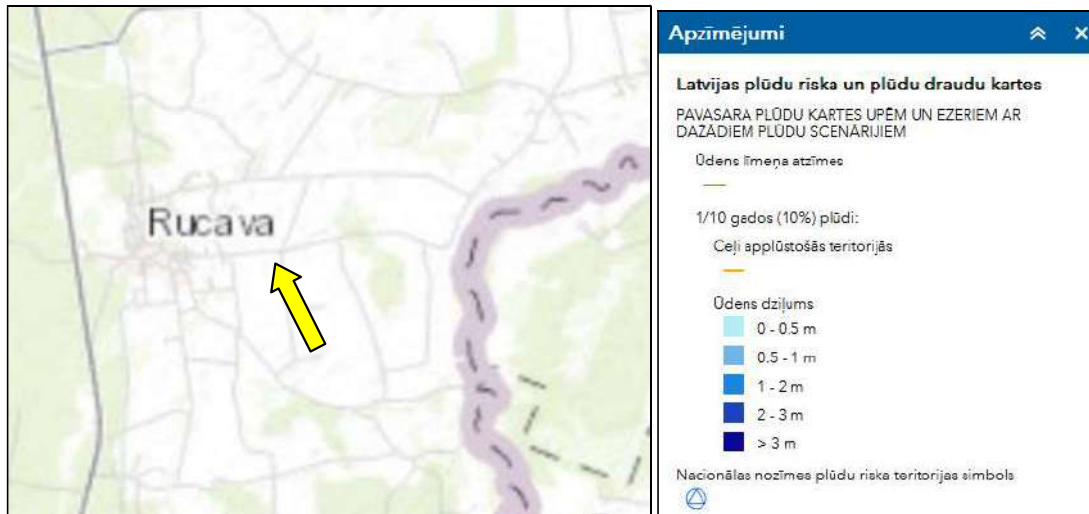 Rucava
Apzīmējumi
Latvijas plūdu riska un plūdu draudu kartes
PAVASARA PLŪDU KARTES UPĒM UN EZERIEM AR
DAŽĀDIEM PLŪDU SCENĀRIJIEM
Ūdens līmeņa atzīmes
1/10 gados (10%) plūdi:
Ceļi applūstošās teritorijās
Ūdens dziļums
0 - 0.5 m
0.5 - 1 m
1 - 2 m
2 - 3 m
> 3 m
Nacionālas nozīmes plūdu riska teritorijas simbols